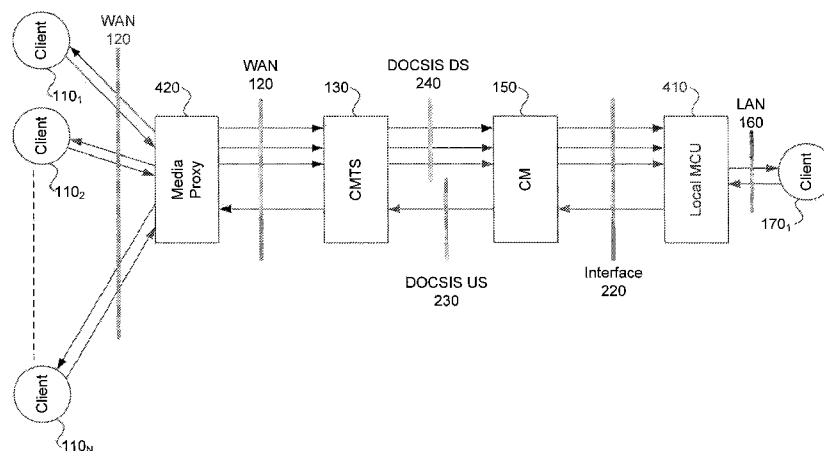 WAN
120
Client
110₁
Client
110₂
Client
110N
420
Media
Proxy
WAN
120
130
CMTS
DOCSIS DS
240
DOCSIS US
230
150
CM
Interface
220
410
Local MCU
LAN
160
Client
170₁